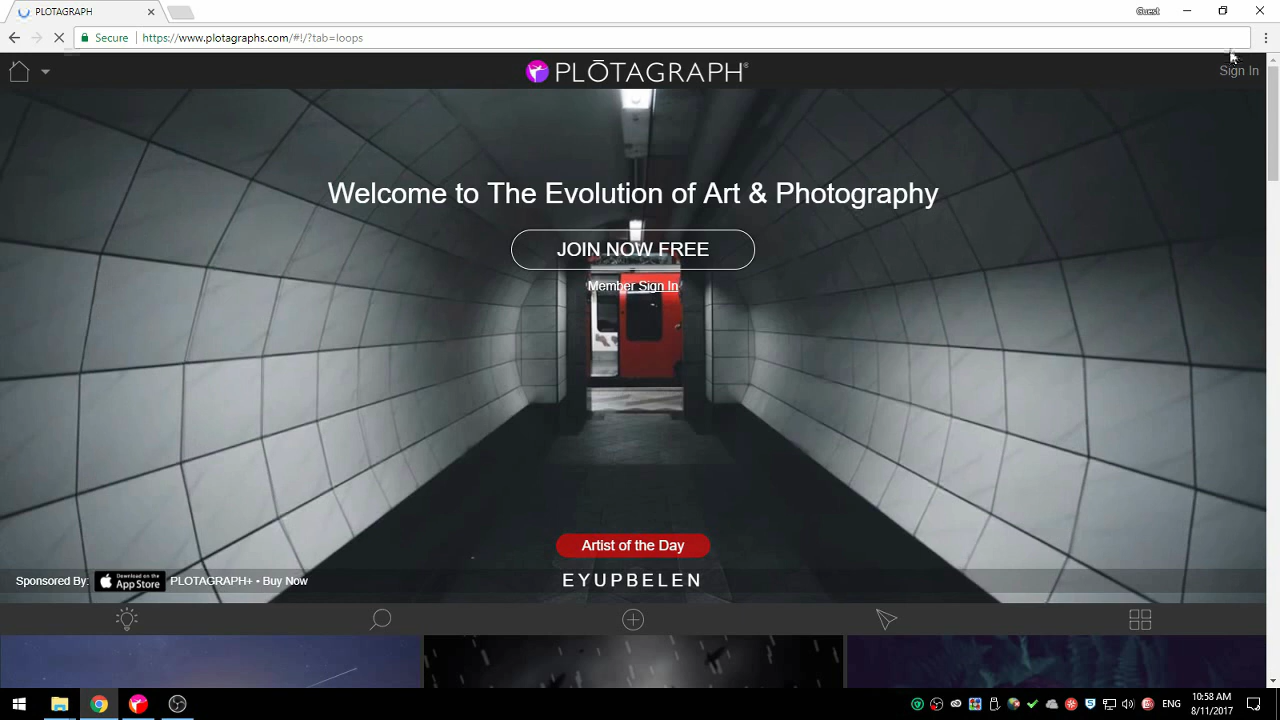 PLOTAGRAPH
Guest
Secure https://www.plotagraphs.com/#!/?tab=loops
PLŌTAGRAPH®
Sign In
Welcome to The Evolution of Art & Photography
JOIN NOW FREE
Member Sign In
Artist of the Day
Sponsored By: Download on the App Store PLOTAGRAPH+ • Buy Now
EYUPBELEN
10:58 AM
ENG
8/11/2017